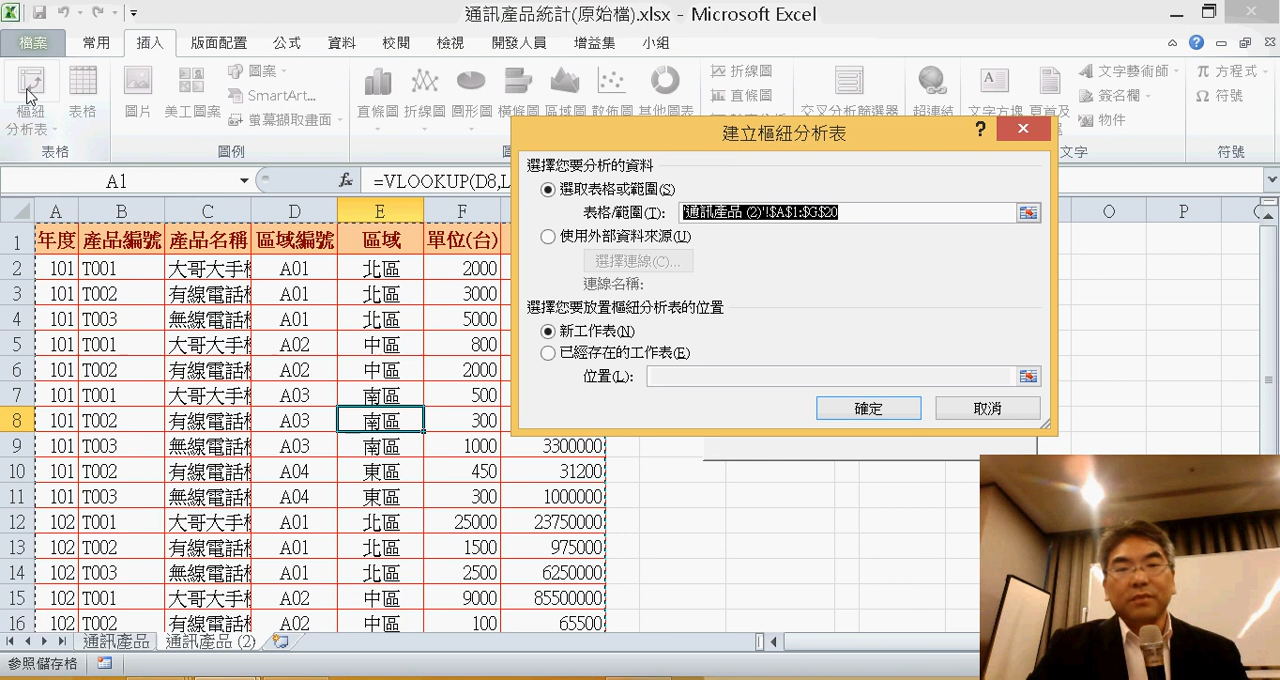 通訊產品統計(原始檔).xlsx - Microsoft Excel
檔案 常用 插入 版面配置 公式 資料 校閱 檢視 開發人員 增益集 小組
樞紐分析表 表格 圖片 美工圖案 圖案 SmartArt... 螢幕擷取畫面 直條圖 折線圖 圓形圖 橫條圖 區域圖 散佈圖 其他圖表 折線圖 直條圖 交叉分析篩選器 超連結 文字方塊 頁首及 文字藝術師 簽名欄 物件 π 方程式 Ω 符號
表格 圖例 文字 符號
A1 fx =VLOOKUP(D8,L
A B C D E F O P
1 年度 產品編號 產品名稱 區域編號 區域 單位(台)
2 101 T001 大哥大手 A01 北區 2000
3 101 T002 有線電話 A01 北區 3000
4 101 T003 無線電話 A01 北區 5000
5 101 T001 大哥大手 A02 中區 800
6 101 T002 有線電話 A02 中區 2000
7 101 T001 大哥大手 A03 南區 500
8 101 T002 有線電話 A03 南區 300
9 101 T003 無線電話 A03 南區 1000 3300000
10 101 T002 有線電話 A04 東區 450 31200
11 101 T003 無線電話 A04 東區 300 1000000
12 102 T001 大哥大手 A01 北區 25000 23750000
13 102 T002 有線電話 A01 北區 1500 975000
14 102 T003 無線電話 A01 北區 2500 6250000
15 102 T001 大哥大手 A02 中區 9000 85500000
16 102 T002 有線電話 A02 中區 100 65500
建立樞紐分析表 ?
選擇您要分析的資料
選取表格或範圍(S)
表格/範圍(T): '通訊產品 (2)'!$A$1:$G$20
使用外部資料來源(U)
選擇連線(C)...
連線名稱:
選擇您要放置樞紐分析表的位置
新工作表(N)
已經存在的工作表(E)
位置(L):
確定 取消
通訊產品 通訊產品 (2)
參照儲存格